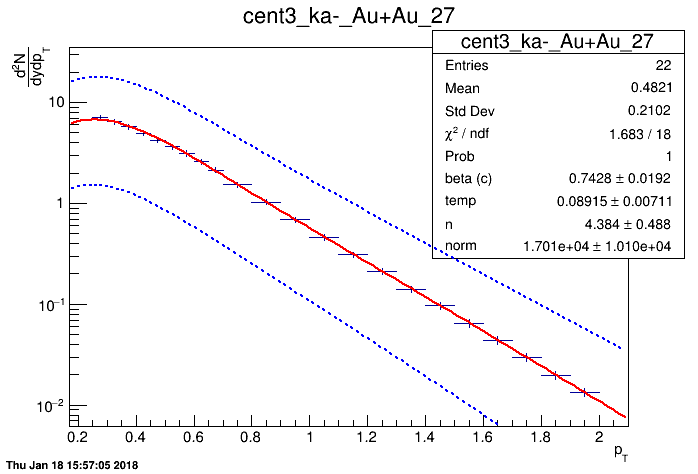 cent3_ka-_Au+Au_27
cent3_ka-_Au+Au_27
Entries 22
Mean 0.4821
Std Dev 0.2102
χ² / ndf 1.683 / 18
Prob 1
beta (c) 0.7428 ± 0.0192
temp 0.08915 ± 0.00711
n 4.384 ± 0.488
norm 1.701e+04 ± 1.010e+04
d²N
dydp_T
10
1
10⁻¹
10⁻²
0.2 0.4 0.6 0.8 1 1.2 1.4 1.6 1.8 2
p_T
Thu Jan 18 15:57:05 2018